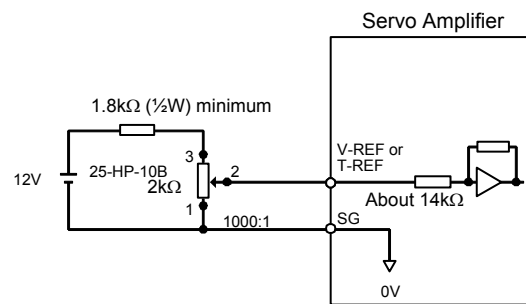 Servo Amplifier
1.8kΩ (½W) minimum
3
V-REF or
T-REF
12V
25-HP-10B
2kΩ
2
1
About 14kΩ
1000:1
SG
0V